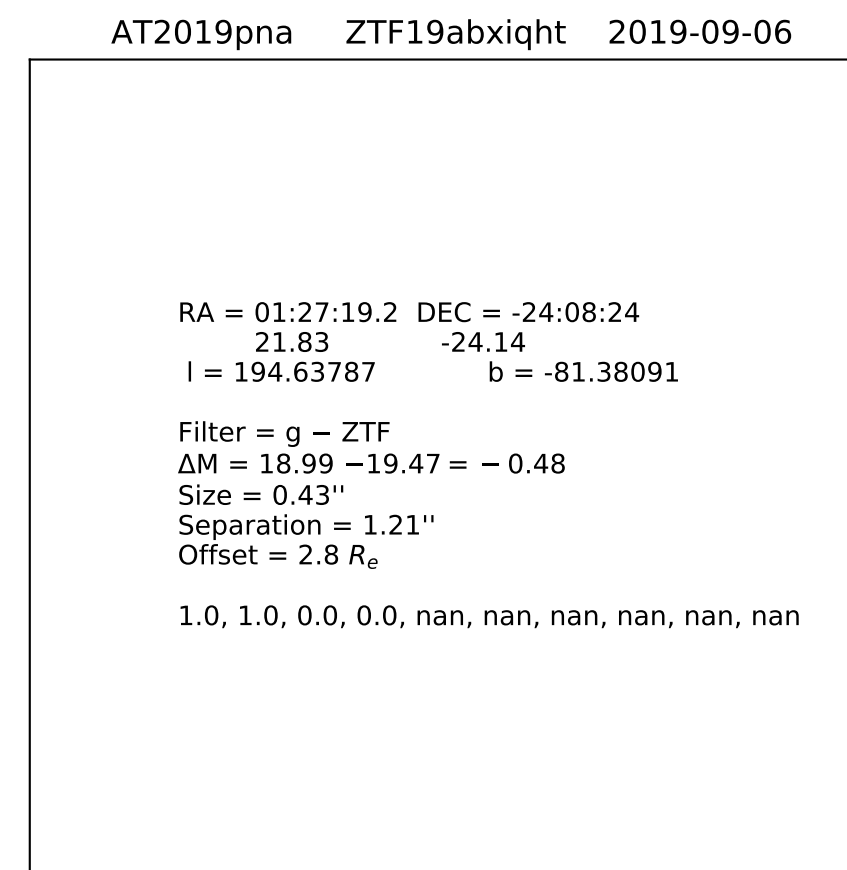 AT2019pna ZTF19abxiqht 2019-09-06
RA = 01:27:19.2 DEC = -24:08:24
21.83 -24.14
l = 194.63787 b = -81.38091
Filter = g − ZTF
ΔM = 18.99 −19.47 = − 0.48
Size = 0.43''
Separation = 1.21''
Offset = 2.8 Re
1.0, 1.0, 0.0, 0.0, nan, nan, nan, nan, nan, nan